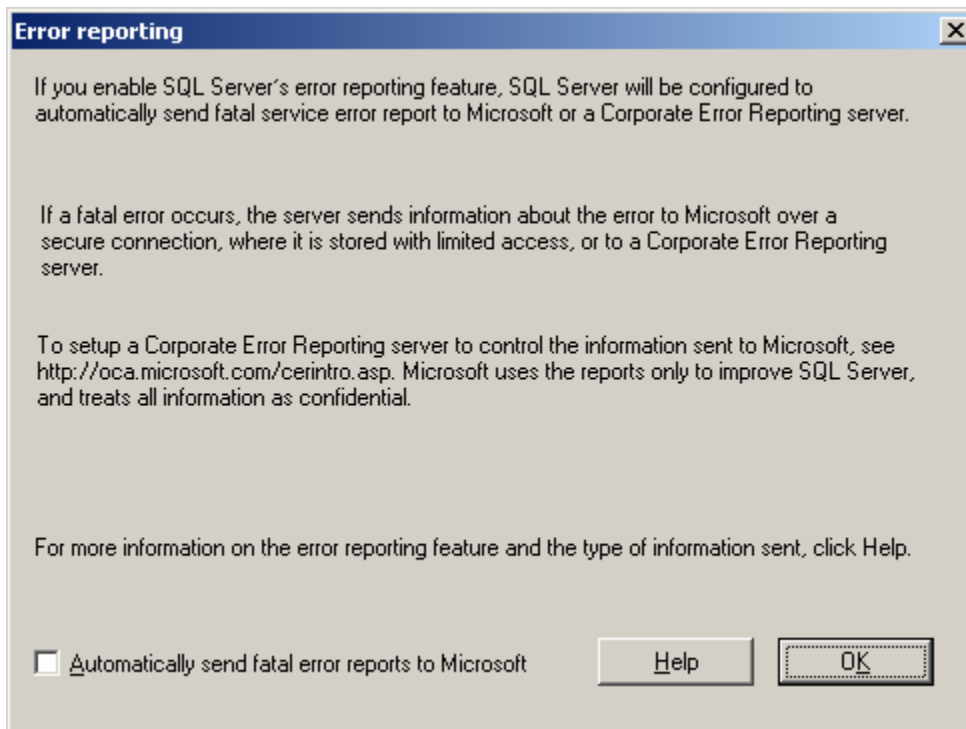 Error reporting
If you enable SQL Server's error reporting feature, SQL Server will be configured to
automatically send fatal service error report to Microsoft or a Corporate Error Reporting server.
If a fatal error occurs, the server sends information about the error to Microsoft over a
secure connection, where it is stored with limited access, or to a Corporate Error Reporting
server.
To setup a Corporate Error Reporting server to control the information sent to Microsoft, see
http://oca.microsoft.com/cerintro.asp. Microsoft uses the reports only to improve SQL Server,
and treats all information as confidential.
For more information on the error reporting feature and the type of information sent, click Help.
Automatically send fatal error reports to Microsoft
Help
OK